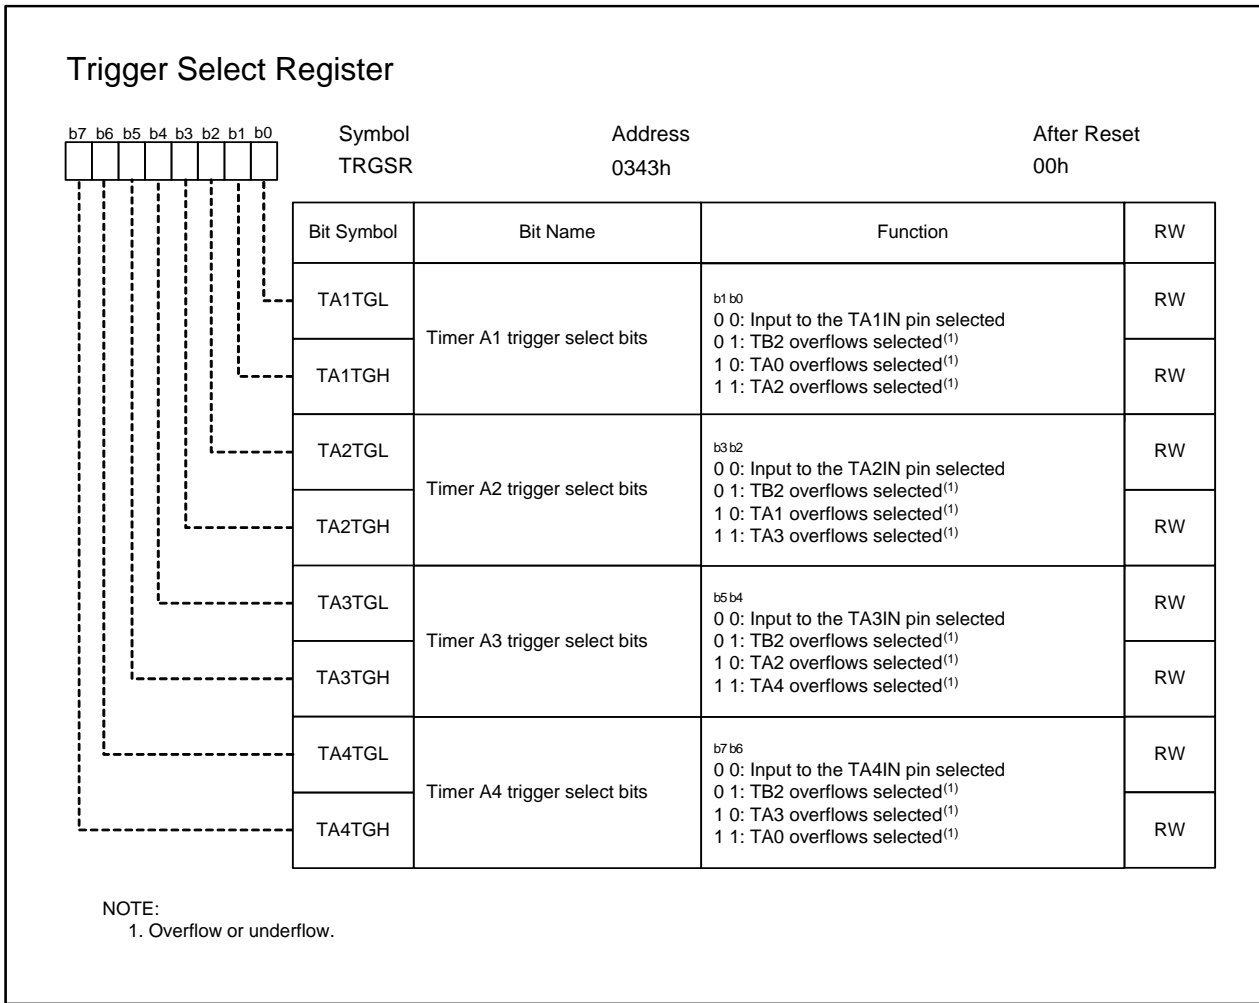 Trigger Select Register
b7 b6 b5 b4 b3 b2 b1 b0
Symbol Address After Reset
TRGSR 0343h 00h
Bit Symbol Bit Name Function RW
TA1TGL RW
TA1TGH RW
Timer A1 trigger select bits
b1 b0
0 0: Input to the TA1IN pin selected
0 1: TB2 overflows selected(1)
1 0: TA0 overflows selected(1)
1 1: TA2 overflows selected(1)
TA2TGL RW
TA2TGH RW
Timer A2 trigger select bits
b3 b2
0 0: Input to the TA2IN pin selected
0 1: TB2 overflows selected(1)
1 0: TA1 overflows selected(1)
1 1: TA3 overflows selected(1)
TA3TGL RW
TA3TGH RW
Timer A3 trigger select bits
b5 b4
0 0: Input to the TA3IN pin selected
0 1: TB2 overflows selected(1)
1 0: TA2 overflows selected(1)
1 1: TA4 overflows selected(1)
TA4TGL RW
TA4TGH RW
Timer A4 trigger select bits
b7 b6
0 0: Input to the TA4IN pin selected
0 1: TB2 overflows selected(1)
1 0: TA3 overflows selected(1)
1 1: TA0 overflows selected(1)
NOTE:
1. Overflow or underflow.